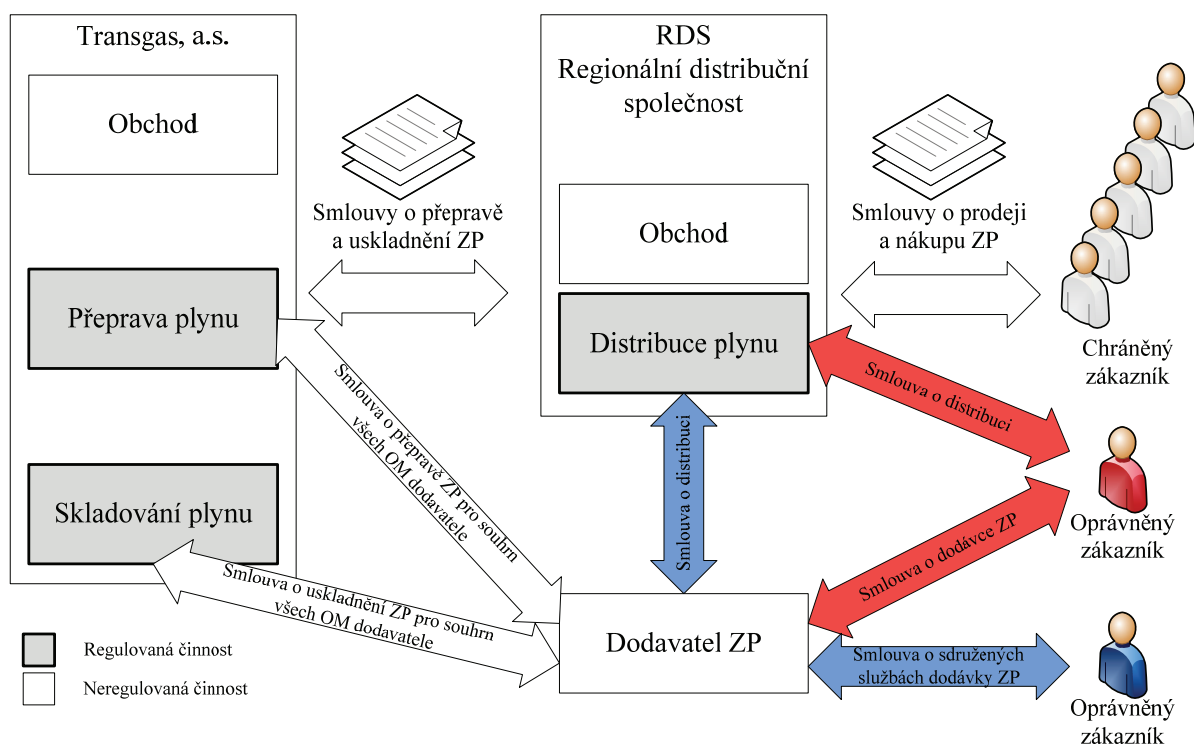 Transgas, a.s.
Obchod
Přeprava plynu
Skladování plynu
Smlouvy o přepravě
a uskladnění ZP
RDS
Regionální distribuční
společnost
Obchod
Distribuce plynu
Smlouvy o prodeji
a nákupu ZP
Chráněný
zákazník
Smlouva o distribuci
Oprávněný
zákazník
Smlouva o dodávce ZP
Smlouva o distribuci
Smlouva o přepravě ZP pro souhrn
všech OM dodavatele
Smlouva o uskladnění ZP pro souhrn
všech OM dodavatele
Dodavatel ZP
Smlouva o sdružených
službách dodávky ZP
Oprávněný
zákazník
Regulovaná činnost
Neregulovaná činnost